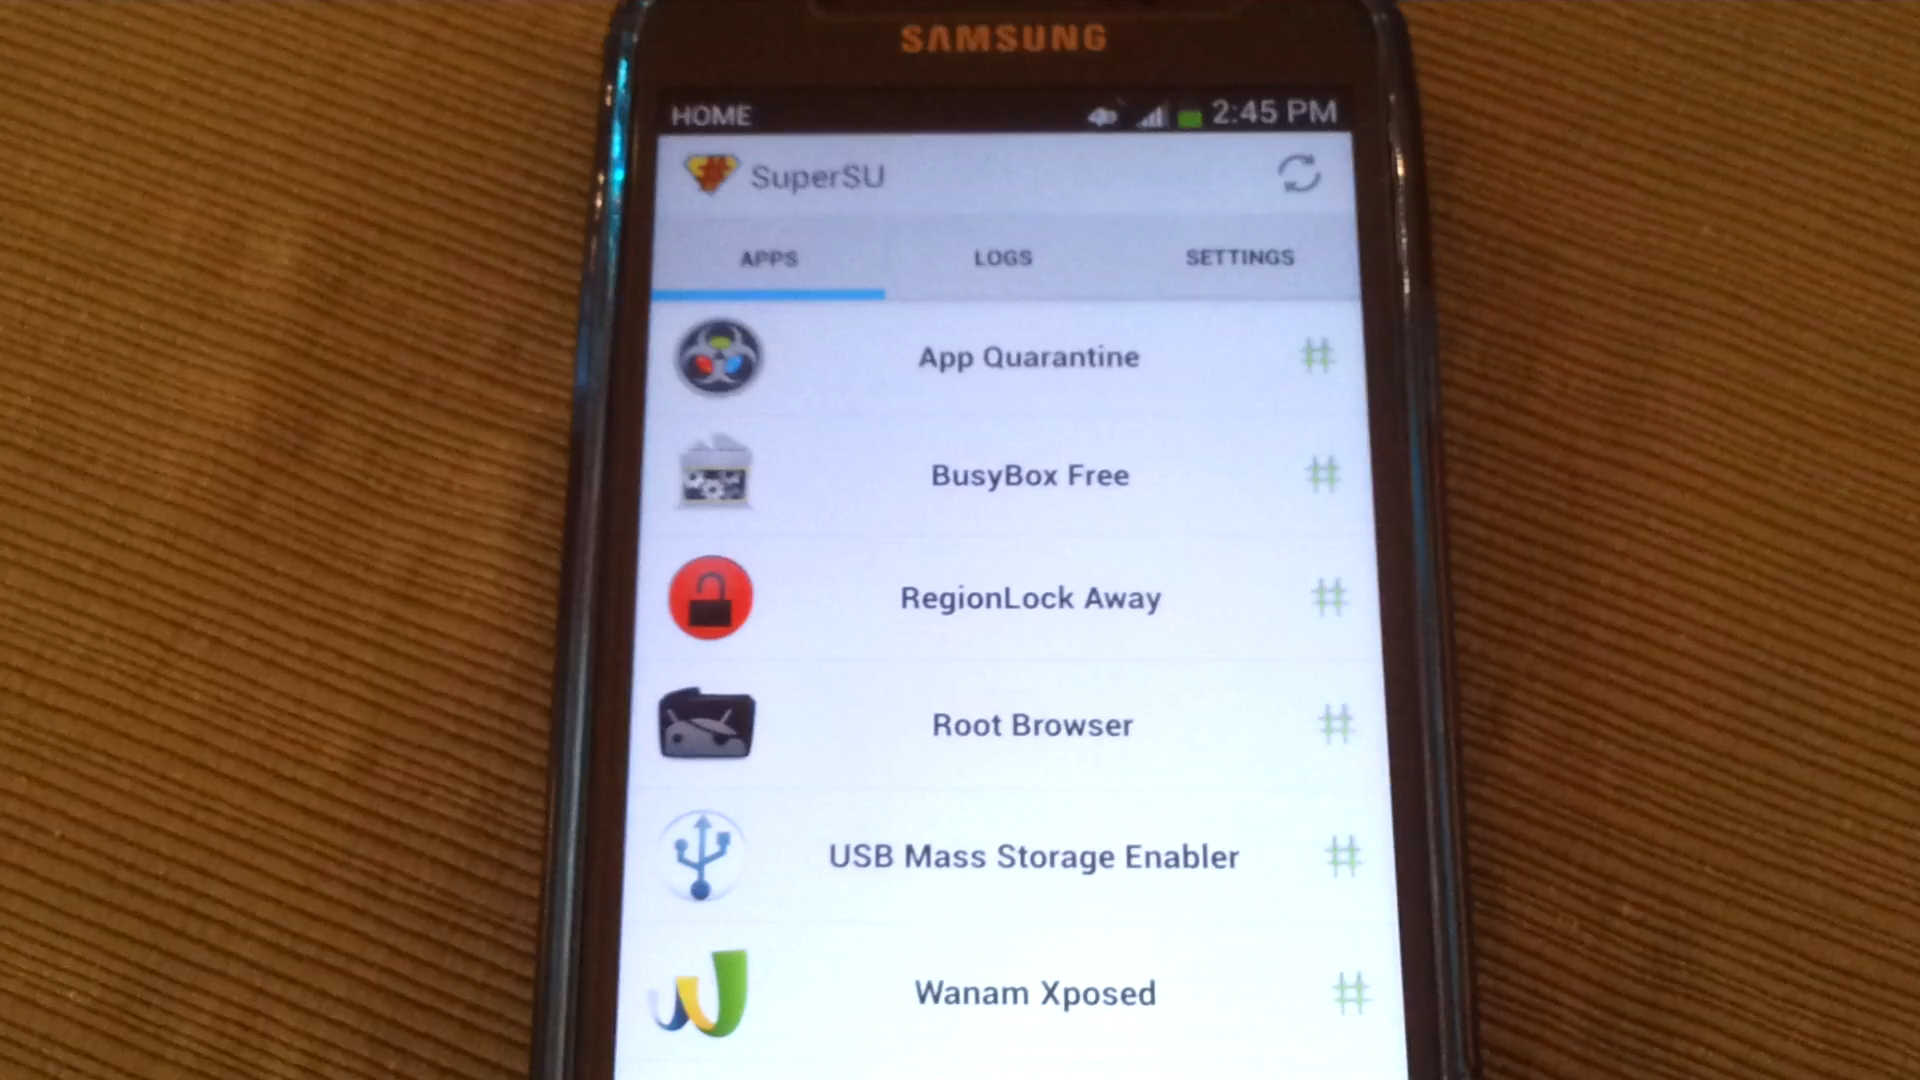 SAMSUNG
HOME 2:45 PM
SuperSU
APPS LOGS SETTINGS
App Quarantine #
BusyBox Free #
RegionLock Away #
Root Browser #
USB Mass Storage Enabler #
Wanam Xposed #